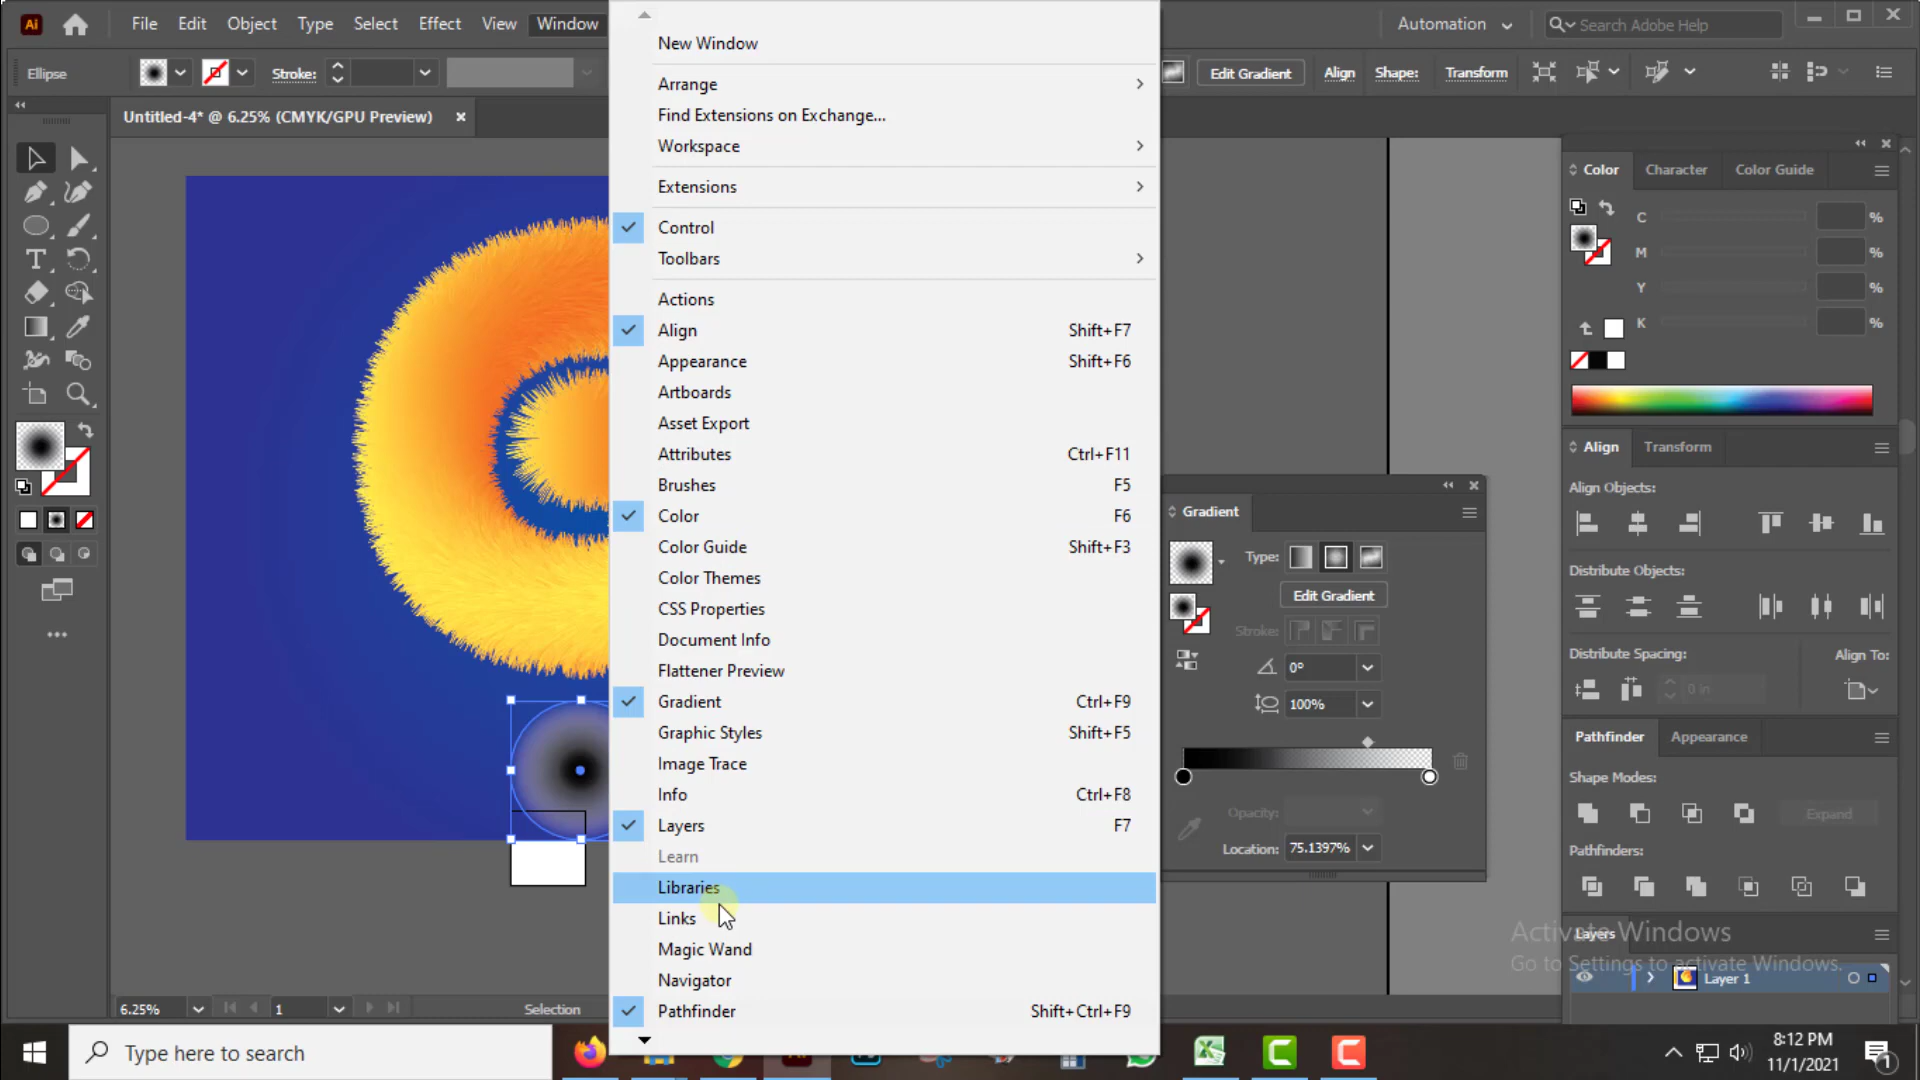 Ai File Edit Object Type Select Effect View Window Automation Search Adobe Help
Ellipse Stroke: Edit Gradient Align Shape: Transform
Untitled-4* @ 6.25% (CMYK/GPU Preview) ×
New Window
Arrange
Find Extensions on Exchange...
Workspace
Extensions
Control
Toolbars
Actions
Align Shift+F7
Appearance Shift+F6
Artboards
Asset Export
Attributes Ctrl+F11
Brushes F5
Color F6
Color Guide Shift+F3
Color Themes
CSS Properties
Document Info
Flattener Preview
Gradient Ctrl+F9
Graphic Styles Shift+F5
Image Trace
Info Ctrl+F8
Layers F7
Learn
Libraries
Links
Magic Wand
Navigator
Pathfinder Shift+Ctrl+F9
Gradient
Type:
Edit Gradient
Stroke:
0°
100%
Opacity:
Location: 75.1397%
Color Character Color Guide
C %
M %
Y %
K %
Align Transform
Align Objects:
Distribute Objects:
Distribute Spacing: Align To:
0 in
Pathfinder Appearance
Shape Modes:
Expand
Pathfinders:
Layers
Activate Windows
Go to Settings to activate Windows.
Layer 1
6.25% 1 Selection
Type here to search
8:12 PM
11/1/2021
1